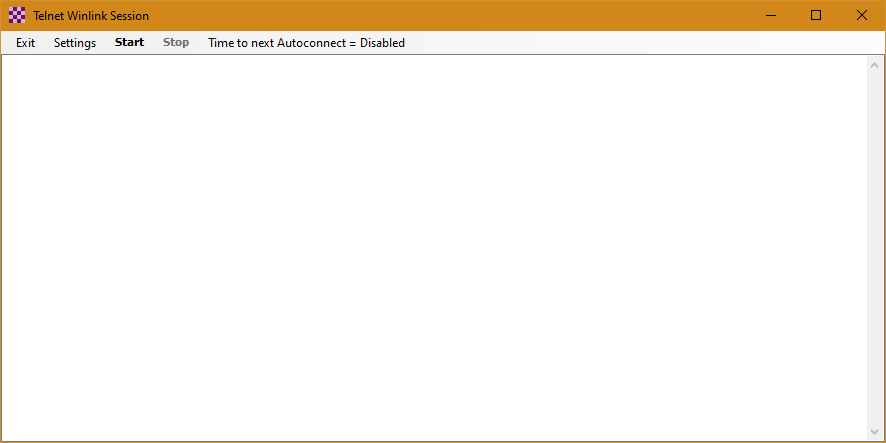 Telnet Winlink Session
Exit Settings Start Stop Time to next Autoconnect = Disabled